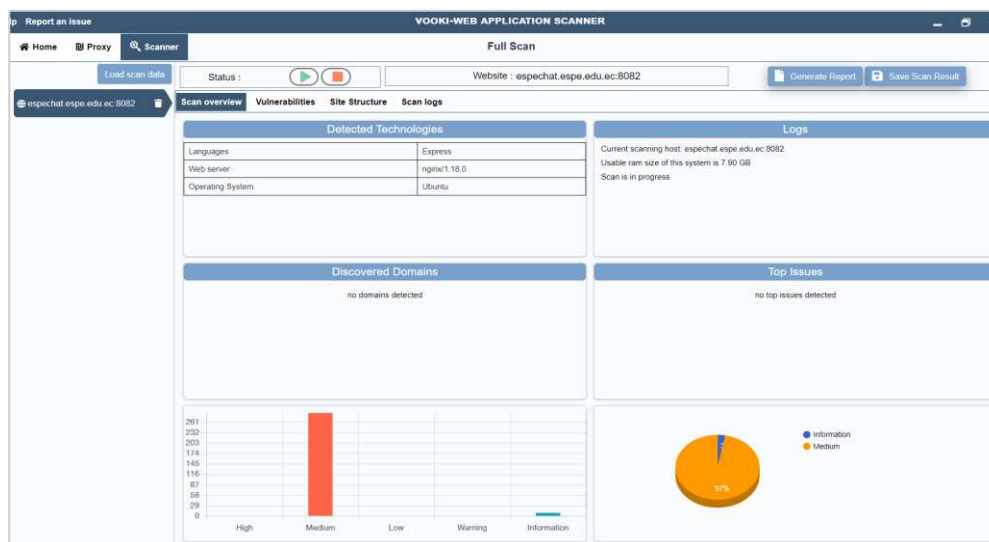 lp Report an issue
VOOKI-WEB APPLICATION SCANNER
Home Proxy Scanner
Full Scan
Load scan data
Status :
Website : espechat.espe.edu.ec:8082
Generate Report Save Scan Result
espechat.espe.edu.ec:8082
Scan overview Vulnerabilities Site Structure Scan logs
Detected Technologies
Languages Express
Web server nginx/1.18.0
Operating System Ubuntu
Logs
Current scanning host: espechat.espe.edu.ec:8082
Usable ram size of this system is 7.90 GB
Scan is in progress
Discovered Domains
no domains detected
Top Issues
no top issues detected
261
232
203
174
145
116
87
58
29
0
High Medium Low Warning Information
Information
Medium
97%